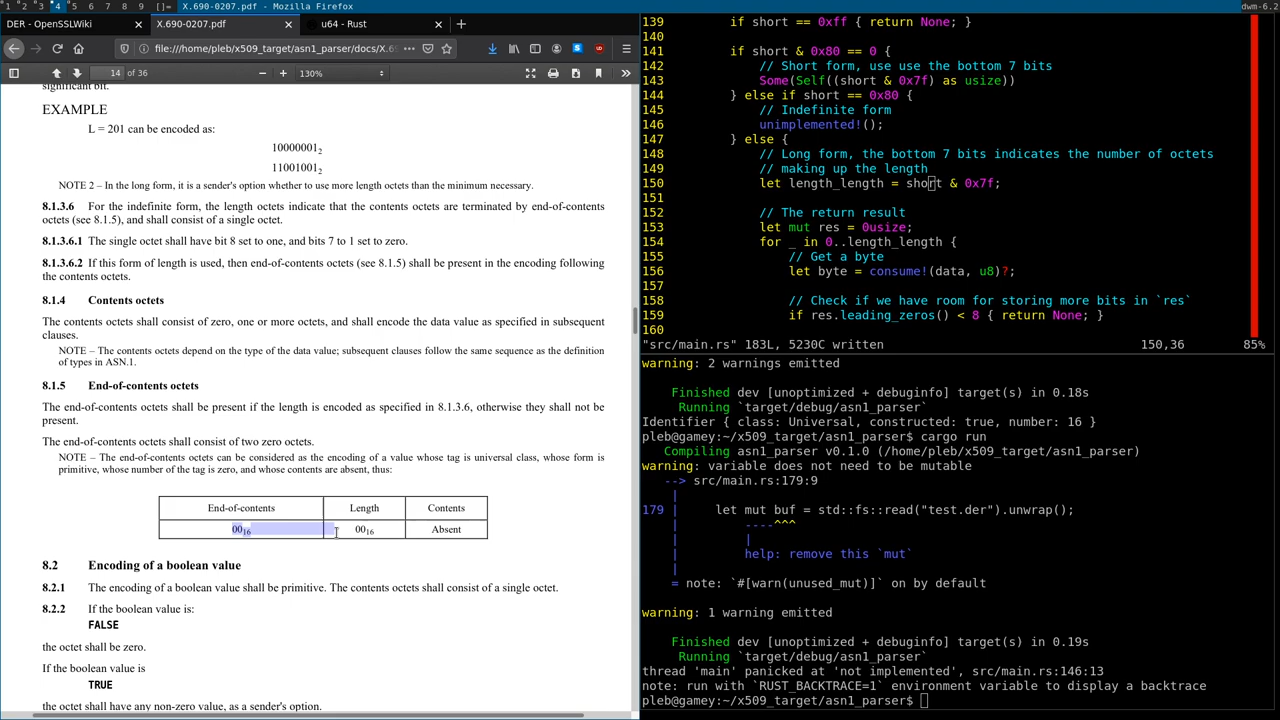 1 2 3 4 5 6 7 8 9 []= X.690-0207.pdf - Mozilla Firefox dwm-6.2
DER - OpenSSLWiki X.690-0207.pdf u64 - Rust
file:///home/pleb/x509_target/asn1_parser/docs/X.6
14 of 36 130%
significant bit.
EXAMPLE
L = 201 can be encoded as:
10000001₂
11001001₂
NOTE 2 – In the long form, it is a sender's option whether to use more length octets than the minimum necessary.
8.1.3.6 For the indefinite form, the length octets indicate that the contents octets are terminated by end-of-contents
octets (see 8.1.5), and shall consist of a single octet.
8.1.3.6.1 The single octet shall have bit 8 set to one, and bits 7 to 1 set to zero.
8.1.3.6.2 If this form of length is used, then end-of-contents octets (see 8.1.5) shall be present in the encoding following
the contents octets.
8.1.4 Contents octets
The contents octets shall consist of zero, one or more octets, and shall encode the data value as specified in subsequent
clauses.
NOTE – The contents octets depend on the type of the data value; subsequent clauses follow the same sequence as the definition
of types in ASN.1.
8.1.5 End-of-contents octets
The end-of-contents octets shall be present if the length is encoded as specified in 8.1.3.6, otherwise they shall not be
present.
The end-of-contents octets shall consist of two zero octets.
NOTE – The end-of-contents octets can be considered as the encoding of a value whose tag is universal class, whose form is
primitive, whose number of the tag is zero, and whose contents are absent, thus:
End-of-contents Length Contents
00₁₆ 00₁₆ Absent
8.2 Encoding of a boolean value
8.2.1 The encoding of a boolean value shall be primitive. The contents octets shall consist of a single octet.
8.2.2 If the boolean value is:
FALSE
the octet shall be zero.
If the boolean value is
TRUE
the octet shall have any non-zero value, as a sender's option.
139 if short == 0xff { return None; }
140
141 if short & 0x80 == 0 {
142 // Short form, use use the bottom 7 bits
143 Some(Self((short & 0x7f) as usize))
144 } else if short == 0x80 {
145 // Indefinite form
146 unimplemented!();
147 } else {
148 // Long form, the bottom 7 bits indicates the number of octets
149 // making up the length
150 let length_length = short & 0x7f;
151
152 // The return result
153 let mut res = 0usize;
154 for _ in 0..length_length {
155 // Get a byte
156 let byte = consume!(data, u8)?;
157
158 // Check if we have room for storing more bits in `res`
159 if res.leading_zeros() < 8 { return None; }
160
"src/main.rs" 183L, 5230C written 150,36 85%
warning: 2 warnings emitted
Finished dev [unoptimized + debuginfo] target(s) in 0.18s
Running `target/debug/asn1_parser`
Identifier { class: Universal, constructed: true, number: 16 }
pleb@gamey:~/x509_target/asn1_parser$ cargo run
Compiling asn1_parser v0.1.0 (/home/pleb/x509_target/asn1_parser)
warning: variable does not need to be mutable
--> src/main.rs:179:9
|
179 | let mut buf = std::fs::read("test.der").unwrap();
| ----^^^
| |
| help: remove this `mut`
|
= note: `#[warn(unused_mut)]` on by default
warning: 1 warning emitted
Finished dev [unoptimized + debuginfo] target(s) in 0.19s
Running `target/debug/asn1_parser`
thread 'main' panicked at 'not implemented', src/main.rs:146:13
note: run with `RUST_BACKTRACE=1` environment variable to display a backtrace
pleb@gamey:~/x509_target/asn1_parser$